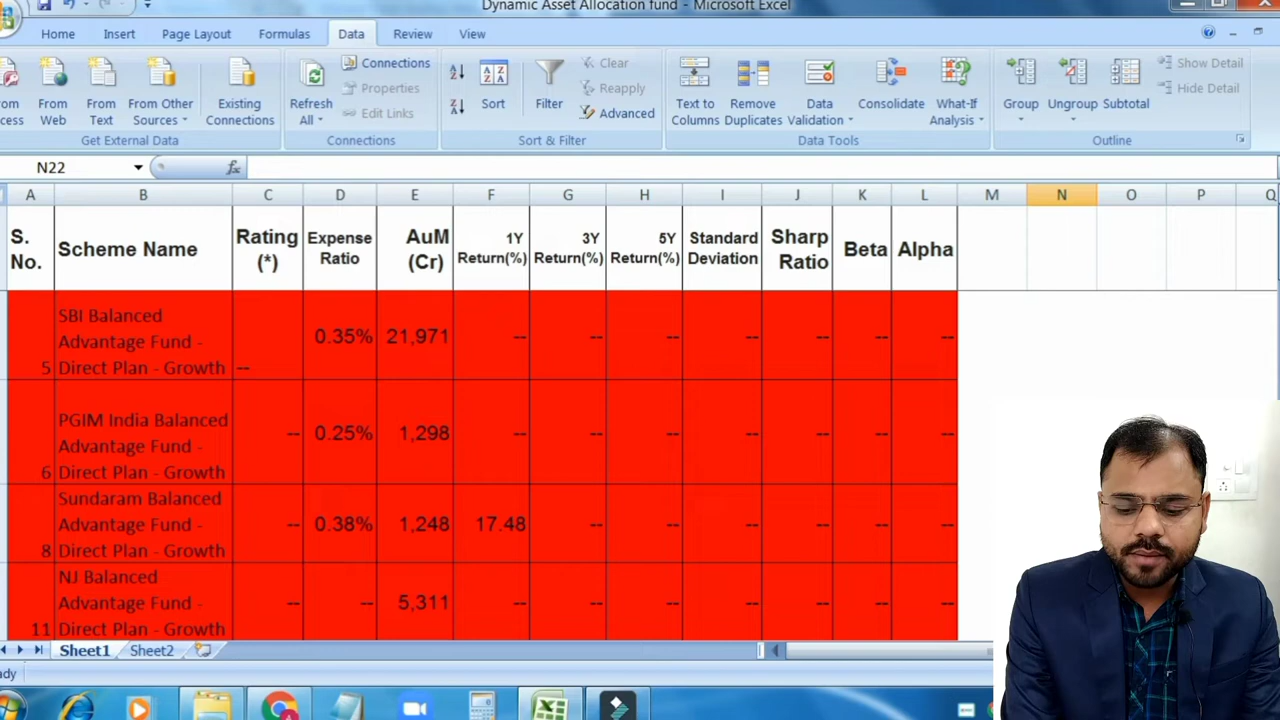 Dynamic Asset Allocation fund - Microsoft Excel
Home Insert Page Layout Formulas Data Review View
Connections
Properties
Edit Links
Clear
Reapply
Advanced
Show Detail
Hide Detail
From Web
From Text
From Other Sources
Existing Connections
Refresh All
Sort
Filter
Text to Columns
Remove Duplicates
Data Validation
Consolidate
What-If Analysis
Group
Ungroup
Subtotal
Get External Data
Connections
Sort & Filter
Data Tools
Outline
N22
fx
A B C D E F G H I J K L M N O P Q
S. No. Scheme Name Rating (*) Expense Ratio AuM (Cr) 1Y Return(%) 3Y Return(%) 5Y Return(%) Standard Deviation Sharp Ratio Beta Alpha
5 SBI Balanced Advantage Fund - Direct Plan - Growth -- 0.35% 21,971 -- -- -- -- -- -- --
6 PGIM India Balanced Advantage Fund - Direct Plan - Growth -- 0.25% 1,298 -- -- -- -- -- -- --
8 Sundaram Balanced Advantage Fund - Direct Plan - Growth -- 0.38% 1,248 17.48 -- -- -- -- -- --
11 NJ Balanced Advantage Fund - Direct Plan - Growth -- -- 5,311 -- -- -- -- -- -- --
Sheet1 Sheet2